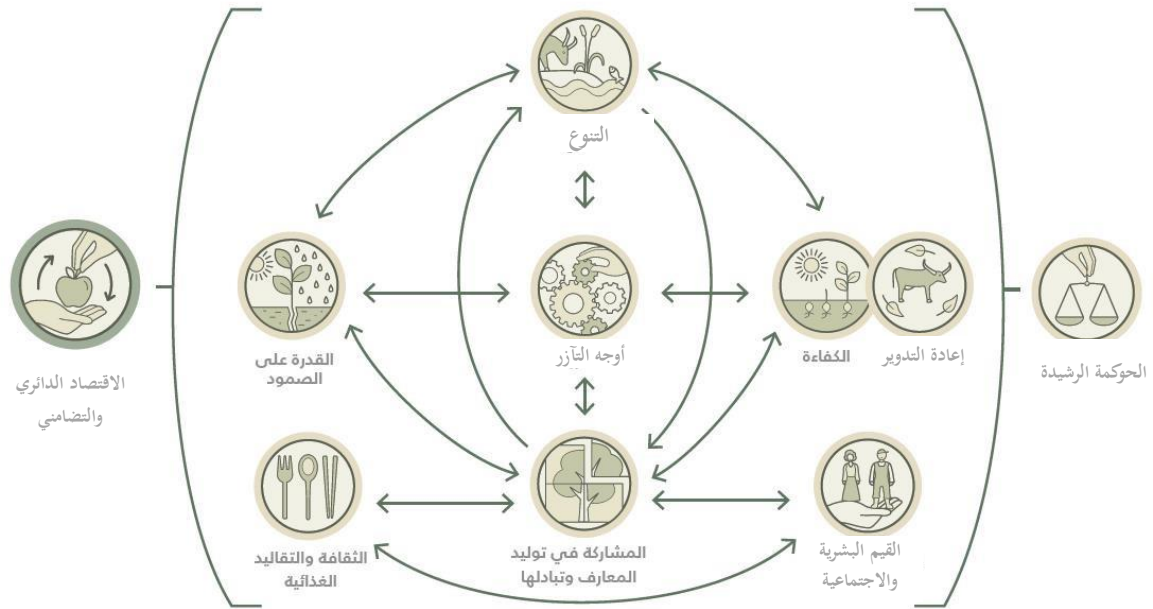 التنوع
القدرة على
الصمود
أوجه التآزر
الكفاءة
إعادة التدوير
الحوكمة الرشيدة
الاقتصاد الدائري
والتضامني
الثقافة والتقاليد
الغذائية
المشاركة في توليد
المعارف وتبادلها
القيم البشرية
والاجتماعية